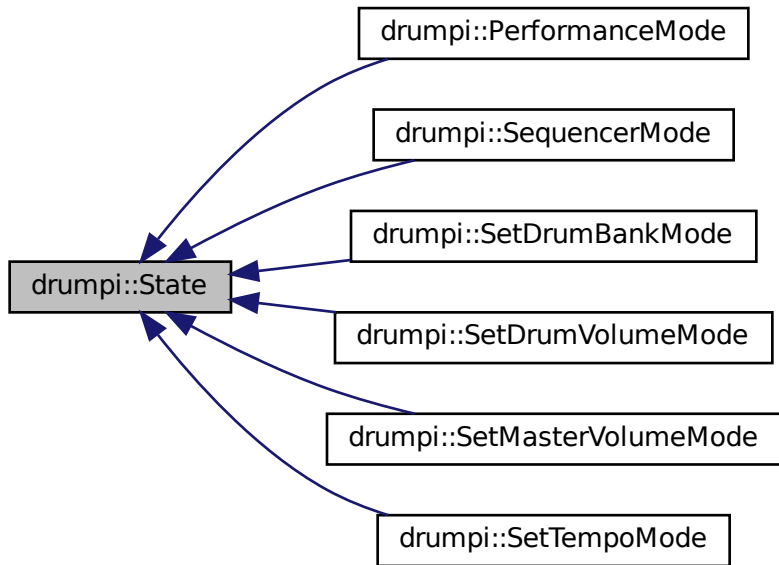 drumpi::PerformanceMode
drumpi::SequencerMode
drumpi::SetDrumBankMode
drumpi::State
drumpi::SetDrumVolumeMode
drumpi::SetMasterVolumeMode
drumpi::SetTempoMode